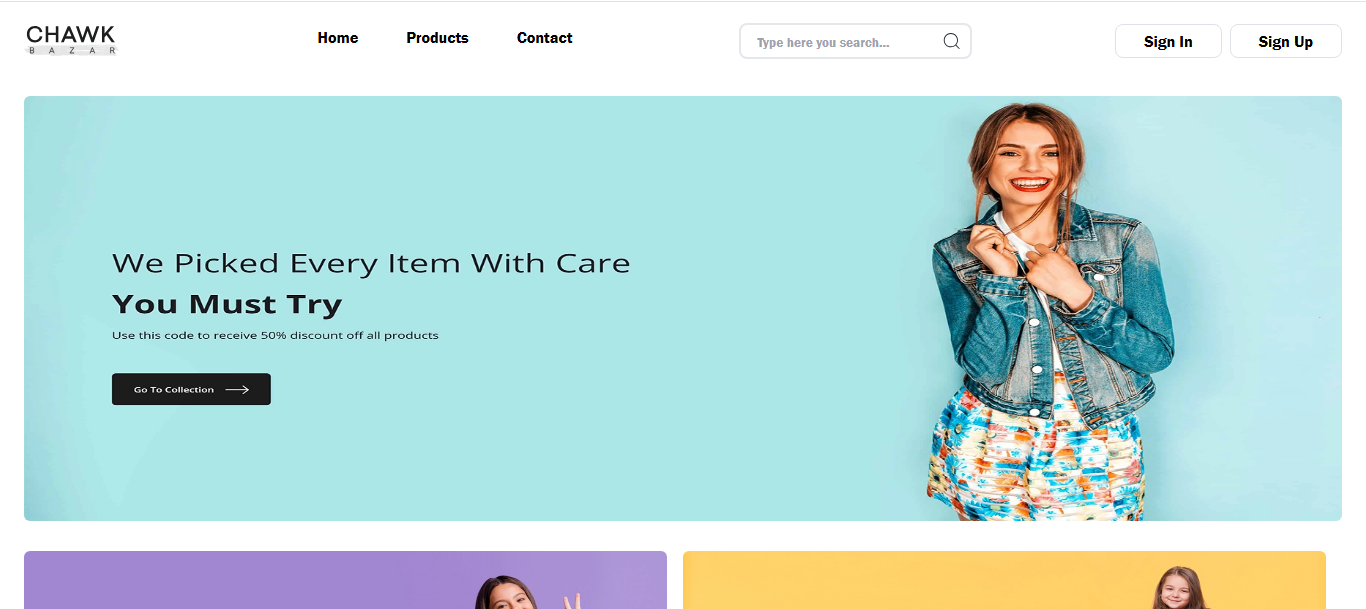 CHAWK
BAZAR
Home
Products
Contact
Type here you search...
Sign In
Sign Up
We Picked Every Item With Care
You Must Try
Use this code to receive 50% discount off all products
Go To Collection